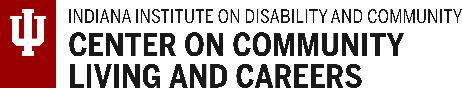 INDIANA INSTITUTE ON DISABILITY AND COMMUNITY
CENTER ON COMMUNITY
LIVING AND CAREERS